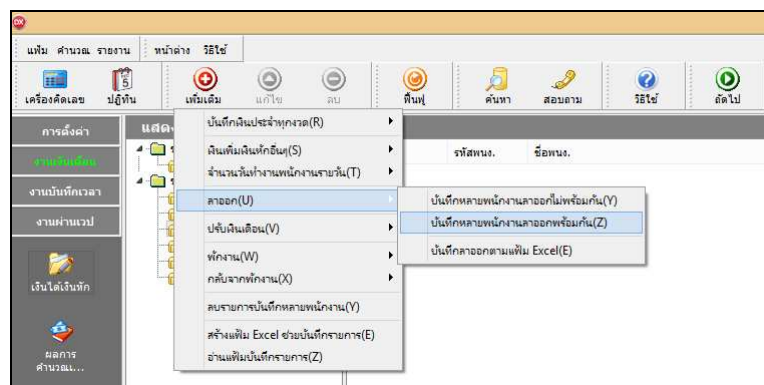 แฟ้ม คำนวณ รายงาน หน้าต่าง วิธีใช้
เครื่องคิดเลข ปฏิทิน เพิ่มเติม แก้ไข ลบ ฟื้นฟู ค้นหา สอบถาม วิธีใช้ ถัดไป
การตั้งค่า
งานเงินเดือน
งานบันทึกเวลา
งานผ่านเวป
เงินได้เงินหัก
ผลการ
คำนวณ...
แสดง
รหัสพนง. ชื่อพนง.
บันทึกเงินประจำทุกงวด(R)
เงินเพิ่มเงินหักอื่นๆ(S)
จำนวนวันทำงานพนักงานรายวัน(T)
ลาออก(U)
ปรับเงินเดือน(V)
พักงาน(W)
กลับจากพักงาน(X)
ลบรายการบันทึกหลายพนักงาน(Y)
สร้างแฟ้ม Excel ช่วยบันทึกรายการ(E)
อ่านแฟ้มบันทึกรายการ(Z)
บันทึกหลายพนักงานลาออกไม่พร้อมกัน(Y)
บันทึกหลายพนักงานลาออกพร้อมกัน(Z)
บันทึกลาออกตามแฟ้ม Excel(E)